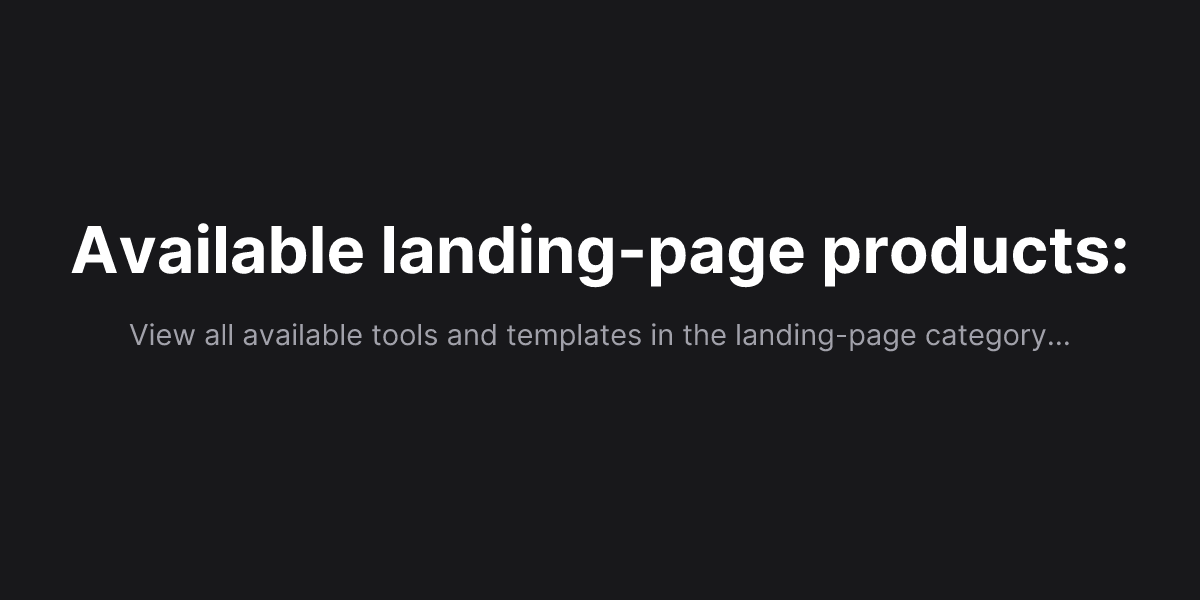 Available landing-page products:
View all available tools and templates in the landing-page category...